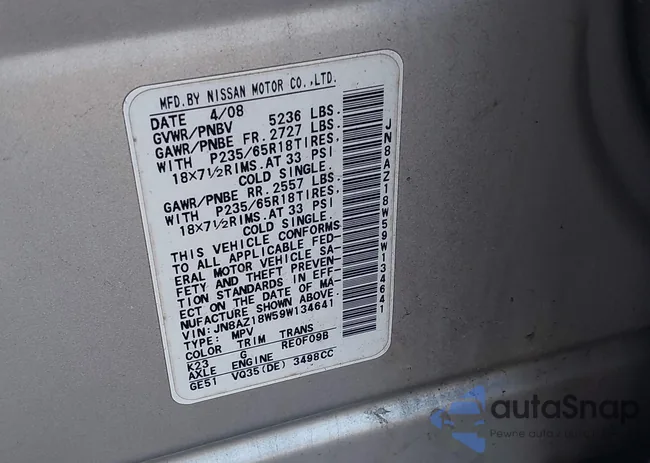 MFD.BY NISSAN MOTOR CO.,LTD.
DATE 4/08
GVWR/PNBV 5236 LBS.
GAWR/PNBE FR. 2727 LBS.
WITH P235/65R18TIRES,
18X7½RIMS.AT 33 PSI
COLD SINGLE.
GAWR/PNBE RR. 2557 LBS.
WITH P235/65R18TIRES,
18X7½RIMS.AT 33 PSI
COLD SINGLE.
THIS VEHICLE CONFORMS
TO ALL APPLICABLE FED-
ERAL MOTOR VEHICLE SA-
FETY AND THEFT PREVEN-
TION STANDARDS IN EFF-
ECT ON THE DATE OF MA-
NUFACTURE SHOWN ABOVE.
VIN: JN8AZ18W59W134641
TYPE: MPV
COLOR TRIM TRANS
K23 G RE0F09B
AXLE ENGINE
GE51 VQ35(DE) 3498CC
JN8AZ18W59W134641
autaSnap
Pewne auta z